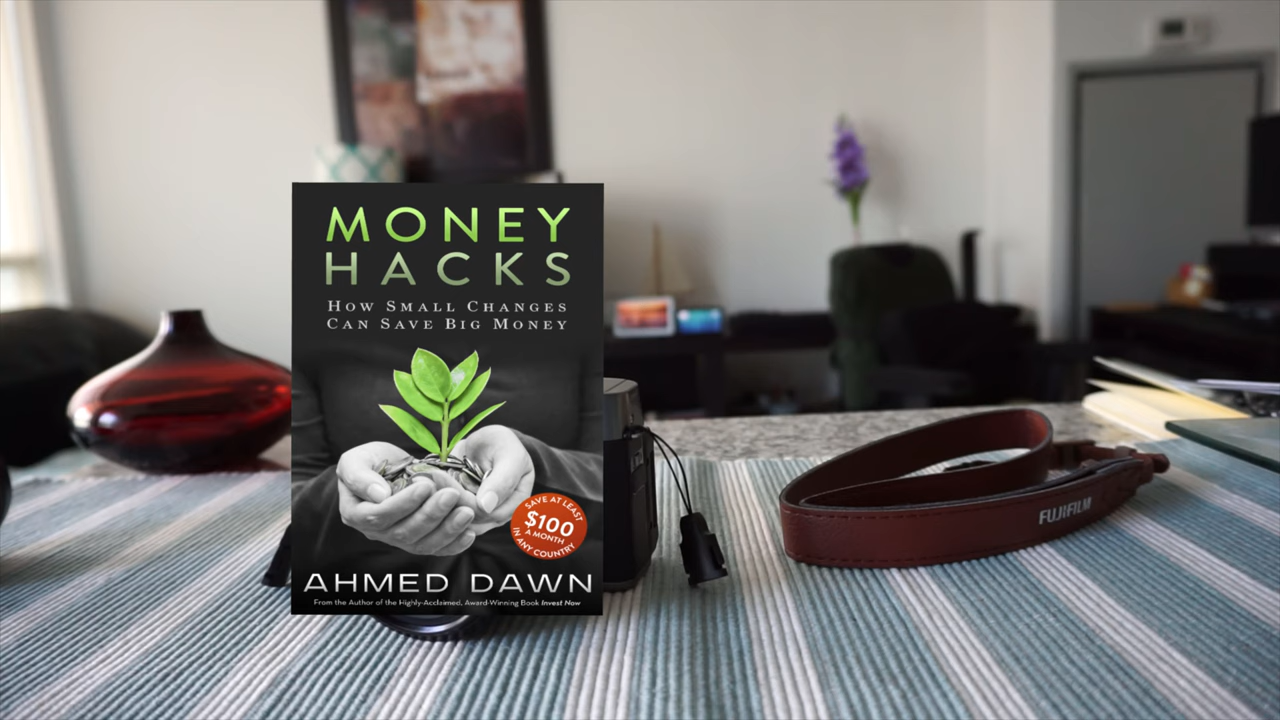 MONEY
HACKS
HOW SMALL CHANGES
CAN SAVE BIG MONEY
SAVE AT LEAST
$100
A MONTH
IN ANY COUNTRY
AHMED DAWN
From the Author of the Highly-Acclaimed, Award-Winning Book Invest Now
FUJIFILM